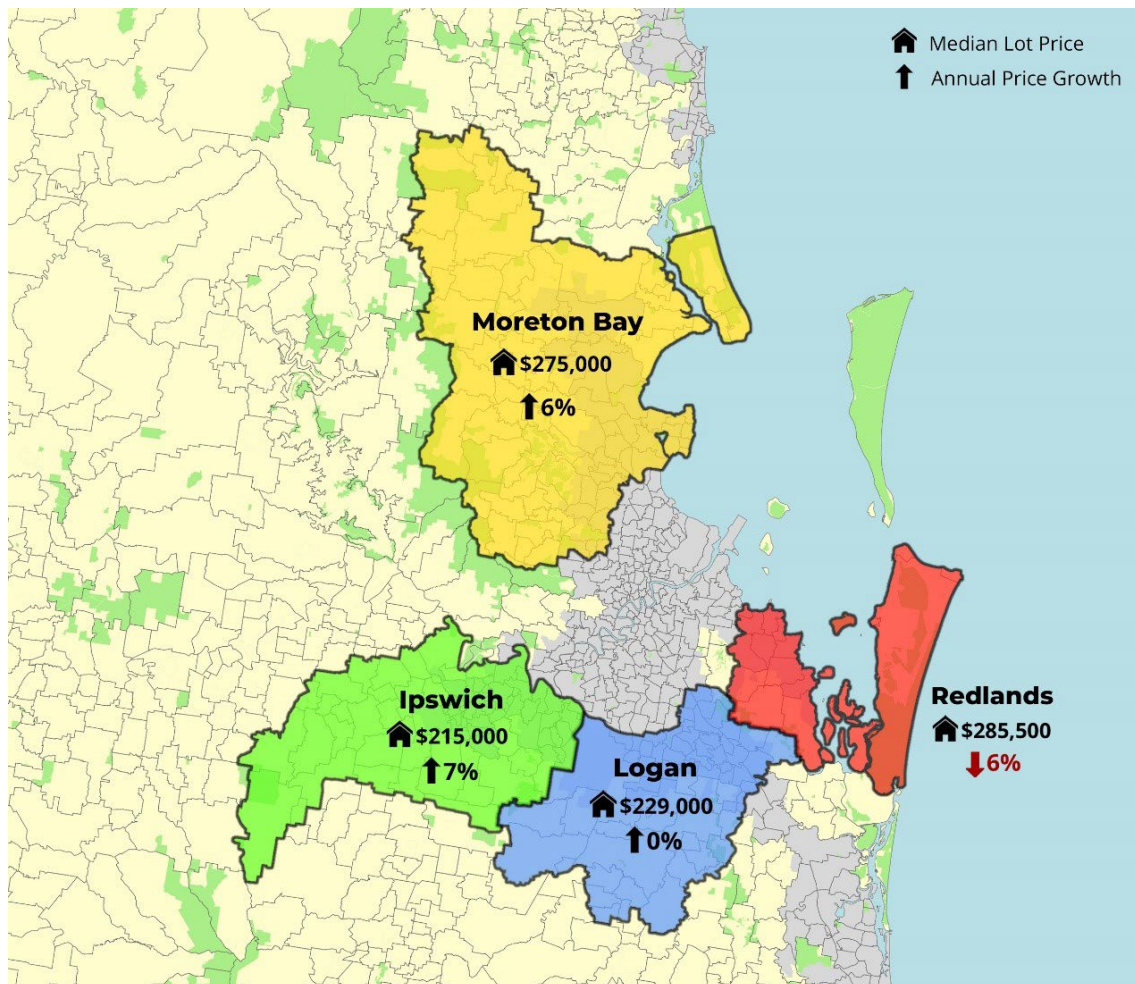 Median Lot Price
Annual Price Growth
Moreton Bay
$275,000
6%
Ipswich
$215,000
7%
Logan
$229,000
0%
Redlands
$285,500
6%